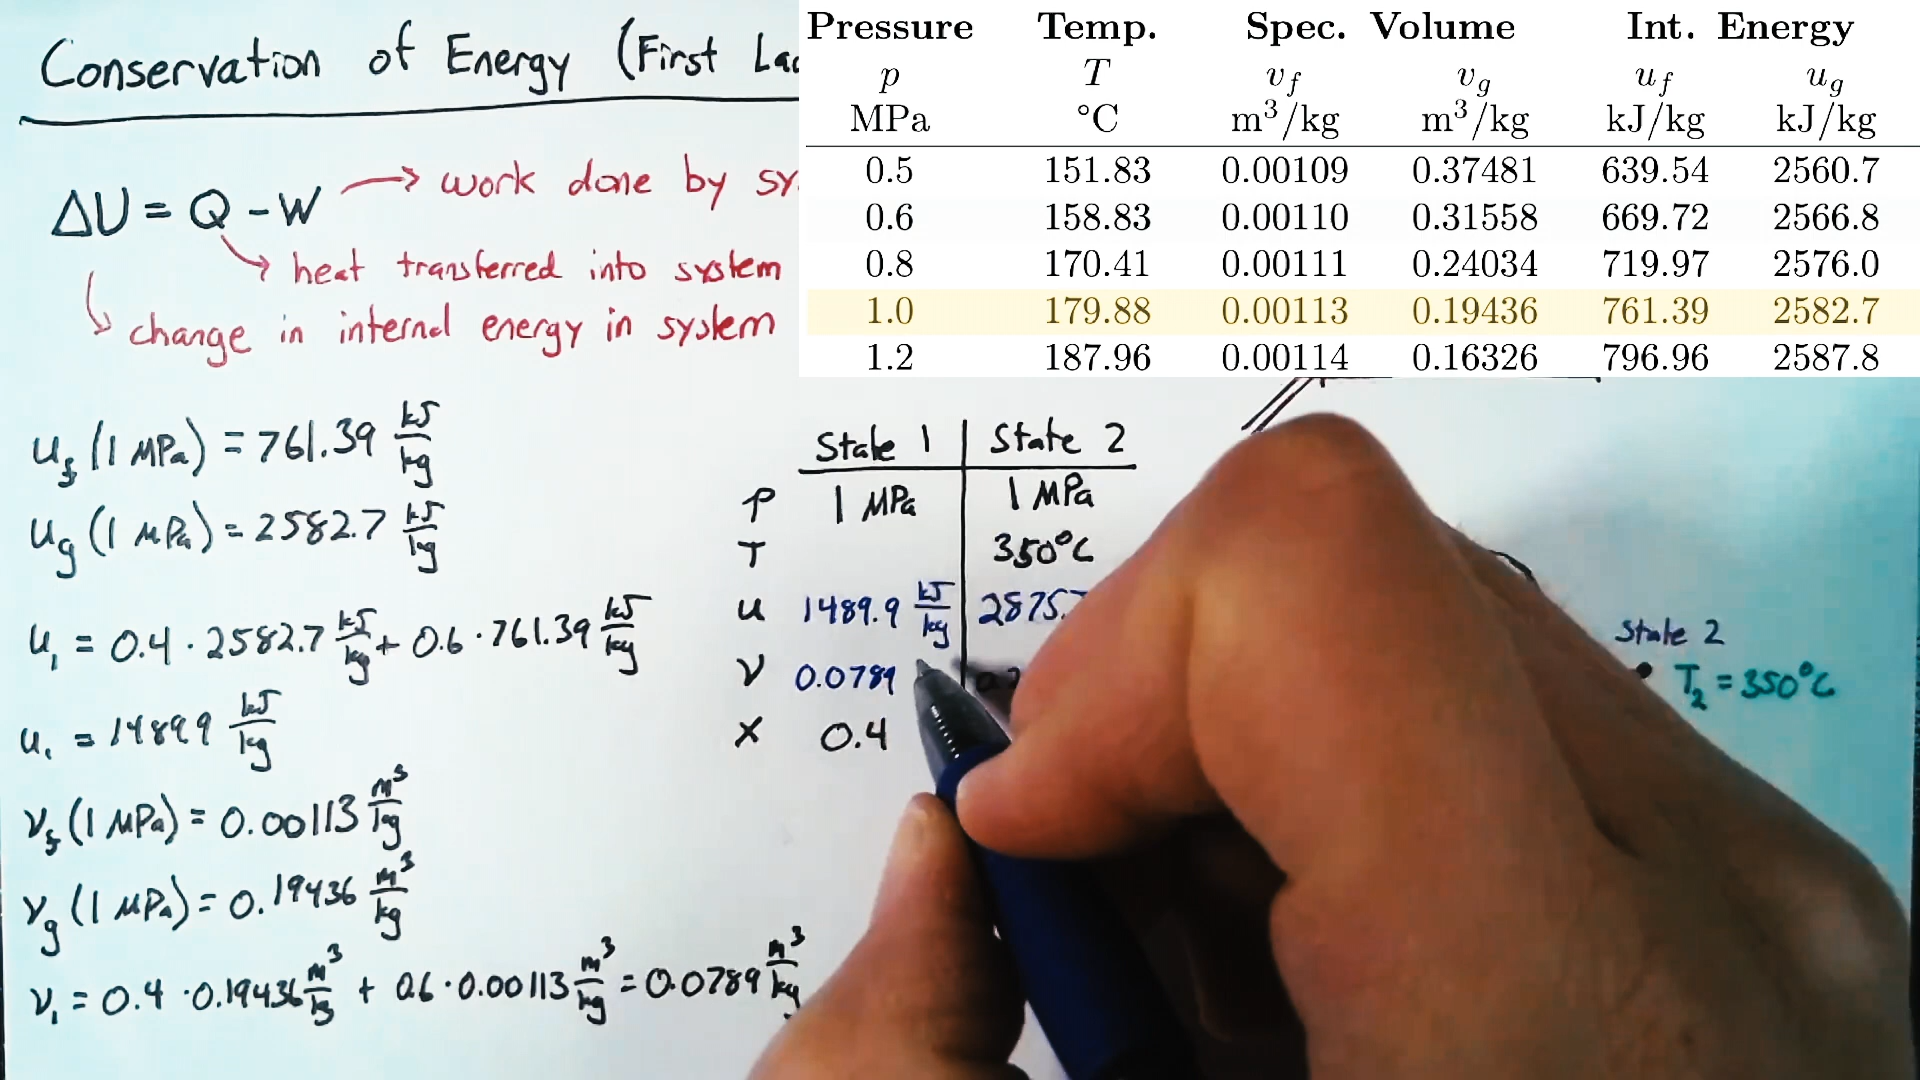 Conservation of Energy (First
ΔU = Q - W → work done by
heat transferred into system
change in internal energy in system
Pressure Temp. Spec. Volume Int. Energy
p T v_f v_g u_f u_g
MPa °C m³/kg m³/kg kJ/kg kJ/kg
0.5 151.83 0.00109 0.37481 639.54 2560.7
0.6 158.83 0.00110 0.31558 669.72 2566.8
0.8 170.41 0.00111 0.24034 719.97 2576.0
1.0 179.88 0.00113 0.19436 761.39 2582.7
1.2 187.96 0.00114 0.16326 796.96 2587.8
u_f (1 MPa) = 761.39 kJ/kg
u_g (1 MPa) = 2582.7 kJ/kg
u₁ = 0.4 · 2582.7 kJ/kg + 0.6 · 761.39 kJ/kg
u₁ = 1489.9 kJ/kg
v_f (1 MPa) = 0.00113 m³/kg
v_g (1 MPa) = 0.19436 m³/kg
v₁ = 0.4 · 0.19436 m³/kg + 0.6 · 0.00113 m³/kg = 0.0789 m³/kg
State 1 State 2
P 1 MPa 1 MPa
T 350°C
u 1489.9 kJ/kg 2875.
v 0.0789
x 0.4
State 2
T₂ = 350°C